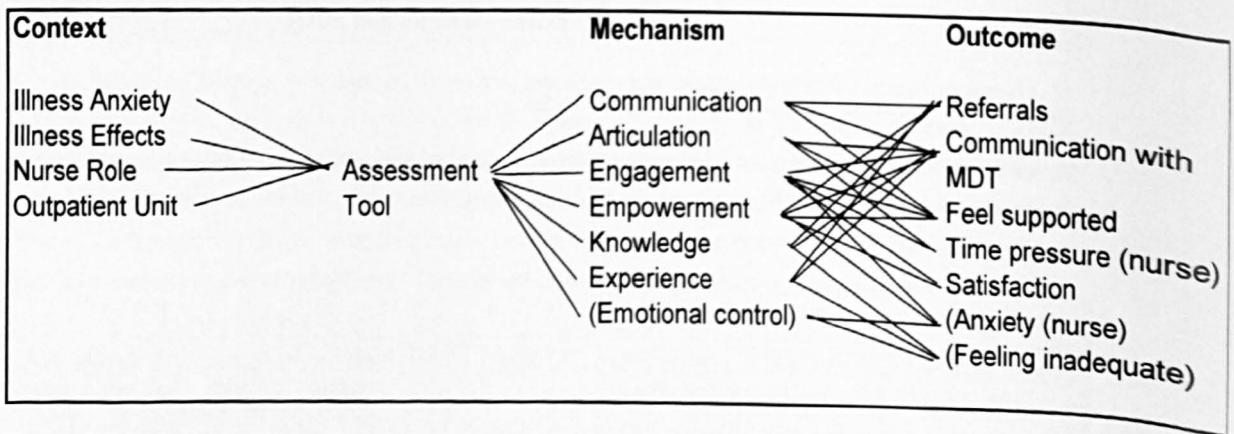 Context
Illness Anxiety
Illness Effects
Nurse Role
Outpatient Unit
Assessment
Tool
Mechanism
Communication
Articulation
Engagement
Empowerment
Knowledge
Experience
(Emotional control)
Outcome
Referrals
Communication with
MDT
Feel supported
Time pressure (nurse)
Satisfaction
(Anxiety (nurse)
(Feeling inadequate)